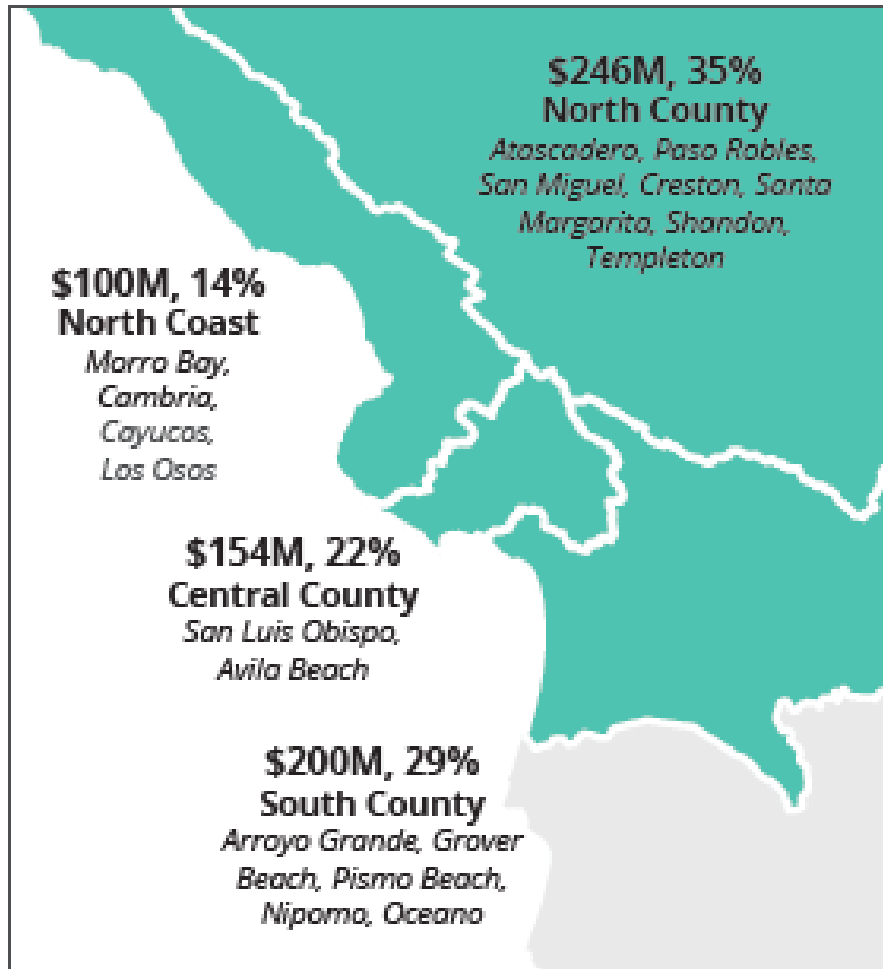 $246M, 35%
North County
Atascadero, Paso Robles,
San Miguel, Creston, Santa
Margarita, Shandon,
Templeton
$100M, 14%
North Coast
Morro Bay,
Cambria,
Cayucos,
Los Osos
$154M, 22%
Central County
San Luis Obispo,
Avila Beach
$200M, 29%
South County
Arroyo Grande, Grover
Beach, Pismo Beach,
Nipomo, Oceano